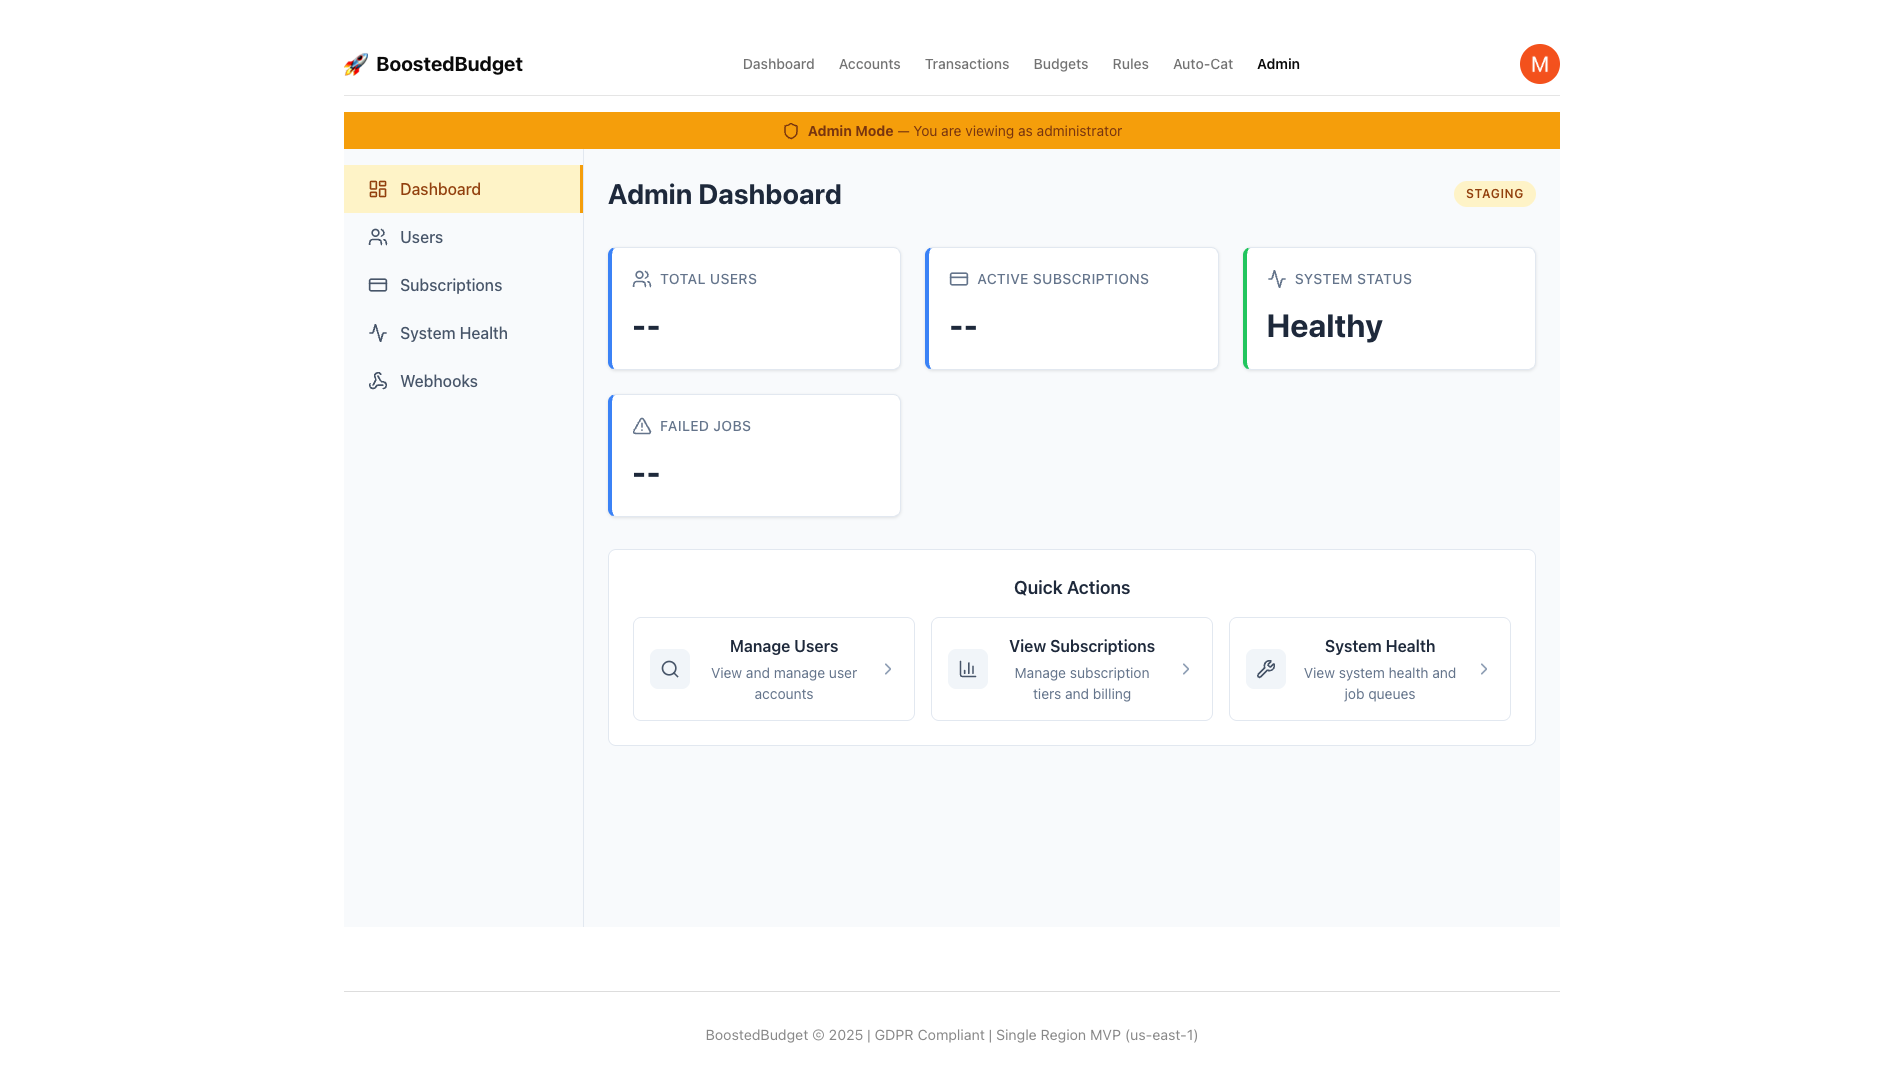 🚀 BoostedBudget
Dashboard Accounts Transactions Budgets Rules Auto-Cat Admin
M
Admin Mode — You are viewing as administrator
Dashboard
Users
Subscriptions
System Health
Webhooks
Admin Dashboard
STAGING
TOTAL USERS
--
ACTIVE SUBSCRIPTIONS
--
SYSTEM STATUS
Healthy
FAILED JOBS
--
Quick Actions
Manage Users
View and manage user
accounts
View Subscriptions
Manage subscription
tiers and billing
System Health
View system health and
job queues
BoostedBudget © 2025 | GDPR Compliant | Single Region MVP (us-east-1)